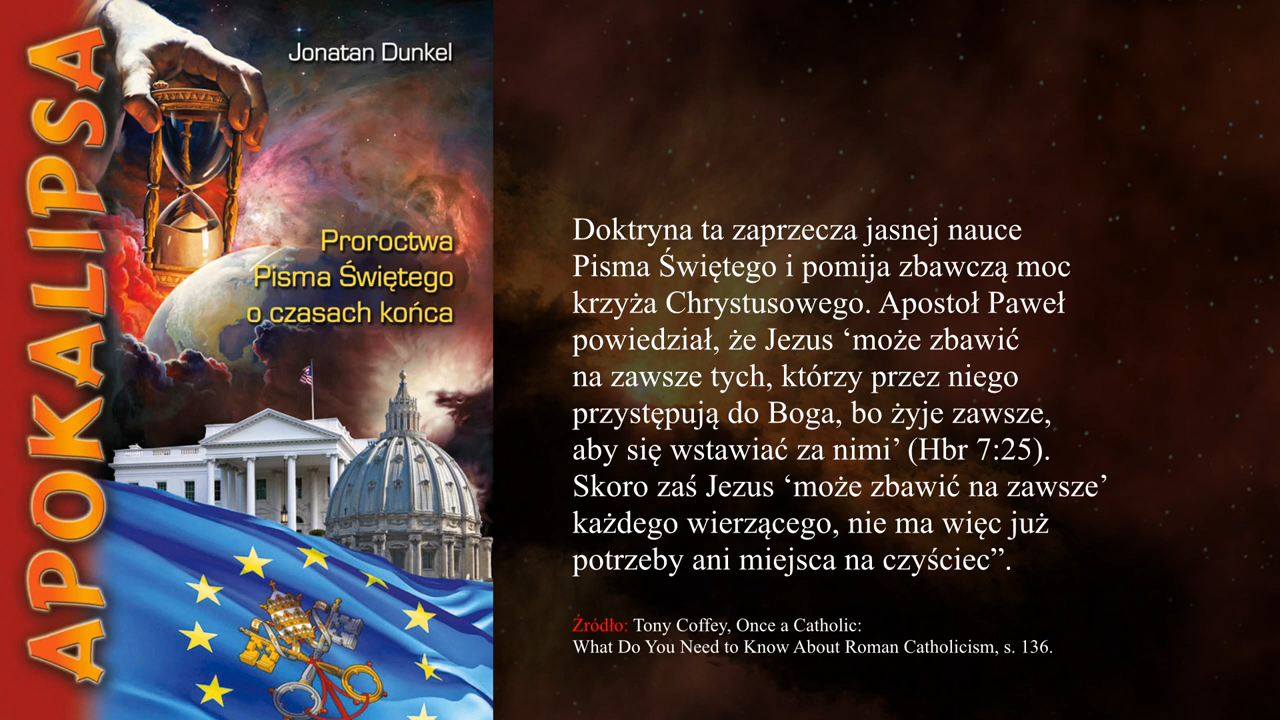 APOKALIPSA
Jonatan Dunkel
Proroctwa
Pisma Świętego
o czasach końca
Doktryna ta zaprzecza jasnej nauce
Pisma Świętego i pomija zbawczą moc
krzyża Chrystusowego. Apostoł Paweł
powiedział, że Jezus ‘może zbawić
na zawsze tych, którzy przez niego
przystępują do Boga, bo żyje zawsze,
aby się wstawiać za nimi’ (Hbr 7:25).
Skoro zaś Jezus ‘może zbawić na zawsze’
każdego wierzącego, nie ma więc już
potrzeby ani miejsca na czyściec”.
Źródło: Tony Coffey, Once a Catholic:
What Do You Need to Know About Roman Catholicism, s. 136.